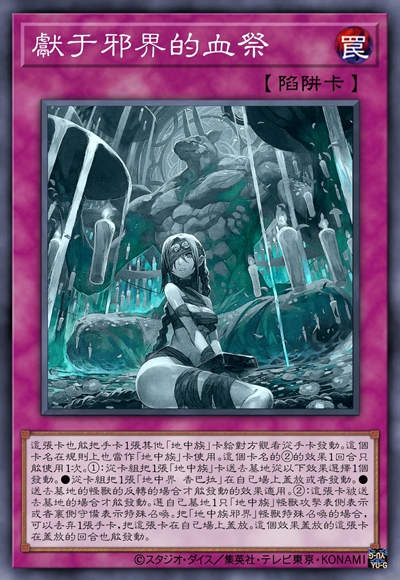 獻于邪界的血祭
罠
【陷阱卡】
這張卡也能把手卡1張其他「地中族」卡給對方觀看從手卡發動。這個
卡名在規則上也當作「地中族」卡使用。這個卡名的②的效果1回合只
能使用1次。①：從卡組把1張「地中族」卡送去墓地從以下效果選擇1個
發動。●從卡組把1張「地中界 杏巴拉」在自己場上蓋放或者發動。●
送去墓地的怪獸的反轉的場合才能發動的效果適用。②：這張卡被送
去墓地的場合才能發動。選自己墓地1只「地中族」怪獸攻擊表側表示
或者裏側守備表示特殊召喚。把「地中族邪界」怪獸特殊召喚的場合，
可以丟弃1張手卡，把這張卡在自己場上蓋放。這個效果蓋放的這張卡
在蓋放的回合也能發動。
©スタジオ・ダイス／集英社・テレビ東京・KONAMI